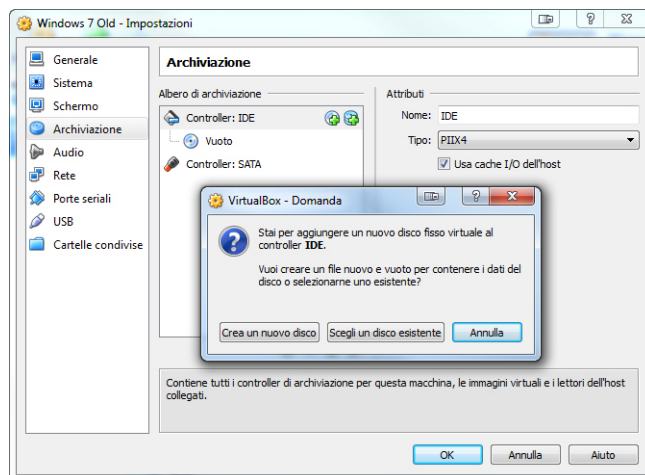 Windows 7 Old - Impostazioni
Generale
Sistema
Schermo
Archiviazione
Audio
Rete
Porte seriali
USB
Cartelle condivise
Archiviazione
Albero di archiviazione
Controller: IDE
Vuoto
Controller: SATA
Attributi
Nome: IDE
Tipo: PIIX4
Usa cache I/O dell'host
VirtualBox - Domanda
Stai per aggiungere un nuovo disco fisso virtuale al
controller IDE.
Vuoi creare un file nuovo e vuoto per contenere i dati del
disco o selezionarne uno esistente?
Crea un nuovo disco Scegli un disco esistente Annulla
Contiene tutti i controller di archiviazione per questa macchina, le immagini virtuali e i lettori dell'host
collegati.
OK Annulla Aiuto